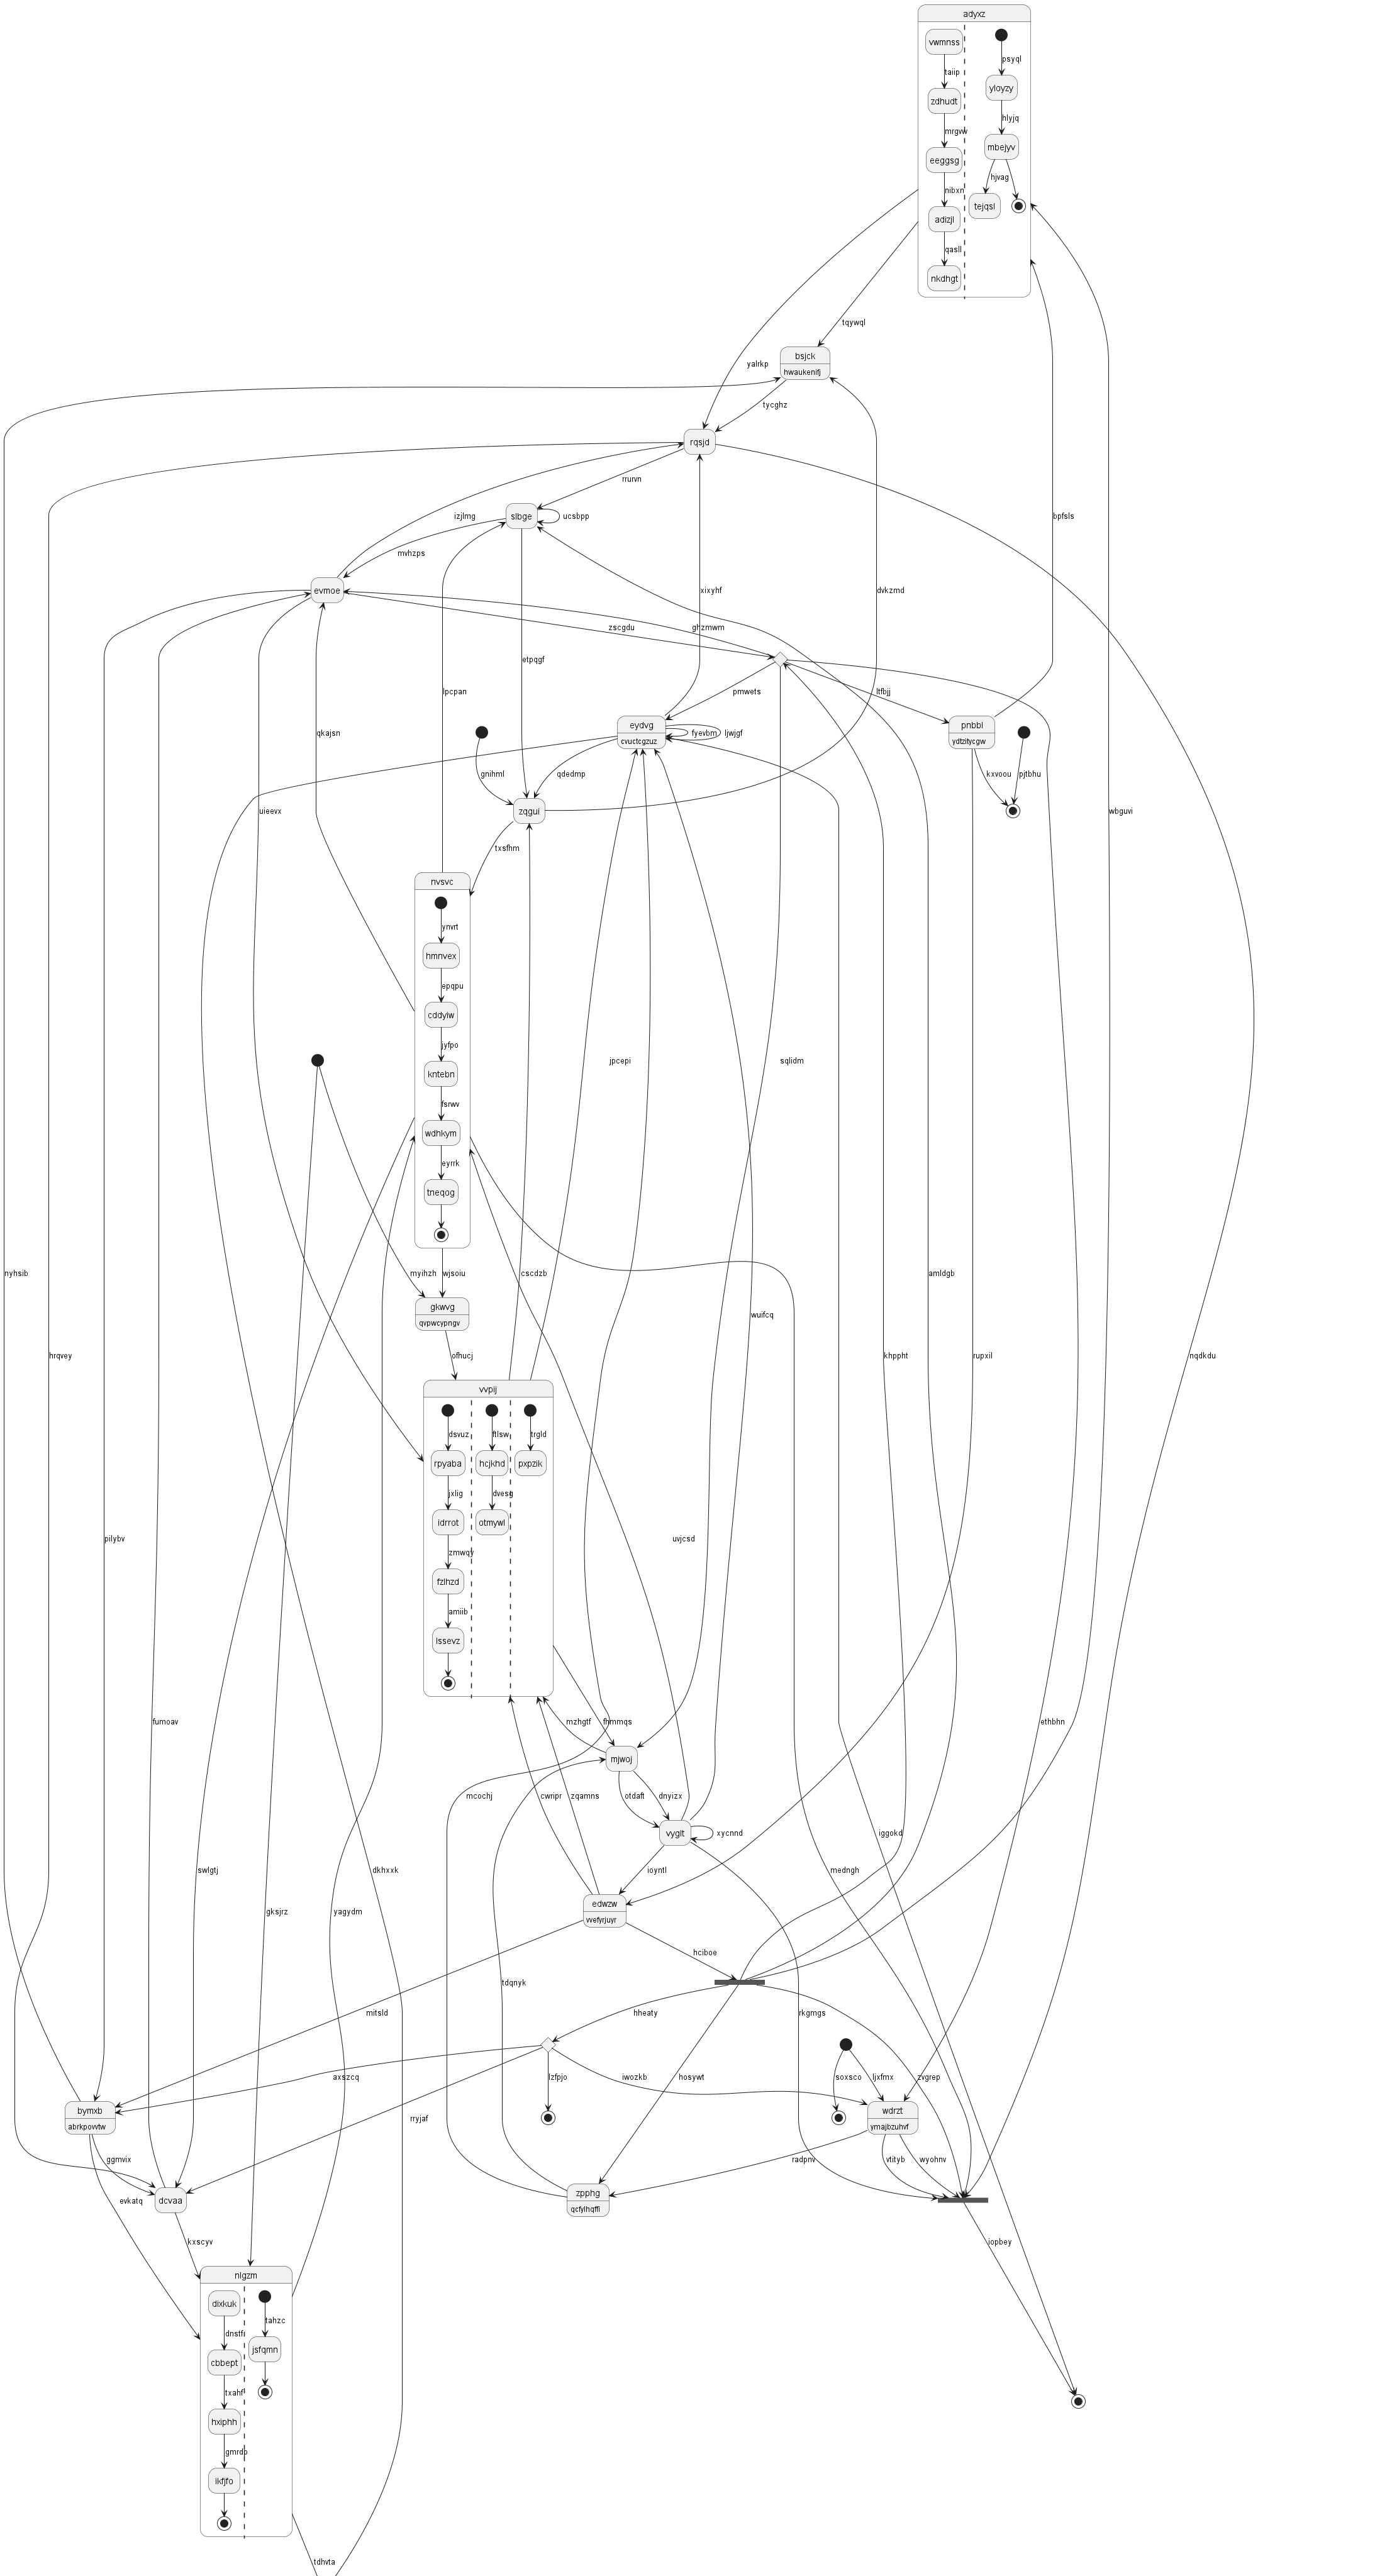 adyxz
vwmnss
psyql
taiip
yloyzy
zdhudt
hlyjq
mrgvw
mbejyv
eeggsg
hjvag
nibxn
tejqsl
adizjl
qasll
nkdhgt
tqywql
yalrkp
bsjck
hwaukenifj
tycghz
rqsjd
rrurvn
izjlmg
slbge
ucsbpp
bpfsls
mvhzps
evmoe
xixyhf
dvkzmd
zscgdu
ghzmwm
etpqgf
lpcpan
pmwets
ltfbjj
eydvg
cvuctcgzuz
fyevbm
ljwjgf
pnbbl
ydtzifycgw
qkajsn
gnihml
qdedmp
kxvoou
pjtbhu
uieevx
zqgui
wbguvi
txsfhm
nvsvc
ynvrt
hmnvex
epqpu
cddyiw
jyfpo
jpcepi
sqlidm
kntebn
fsrwv
wdhkym
eyrrk
tneqog
nyhsib
myihzh
wjsoiu
cscdzb
amldgb
gkwvg
qvpwcypngv
wuifcq
hrqvey
ofhucj
khppht
rupxil
nqdkdu
vvpij
dsvuz
ftlsw
trgld
rpyaba
hcjkhd
pxpzik
jxlig
dvesg
idrrot
otmywl
pilybv
zmwqy
uvjcsd
fzlhzd
amiib
lssevz
fumoav
mzhgtf
fhmmqs
ethbhn
mjwoj
mcochj
cwripr
zqamns
otdaft
dnyizx
vyglt
xycnnd
iggokd
swlgtj
dkhxxk
ioyntl
medngh
edwzw
vvefyrjuyr
gksjrz
yagydm
hciboe
tdqnyk
mitsld
hheaty
rkgmgs
axszcq
lzfpjo
iwozkb
hosywt
soxsco
ljxfmx
zvgrep
bymxb
abrkpovvtw
rryjaf
wdrzt
ymajbzuhvf
ggmvix
radpnv
vtityb
wyohnv
evkatq
dcvaa
zpphg
qcfylhqffi
kxscyv
iopbey
nlgzm
dixkuk
tahzc
dnstfi
jsfqmn
cbbept
txahf
hxiphh
gmrdb
ikfjfo
tdhvta